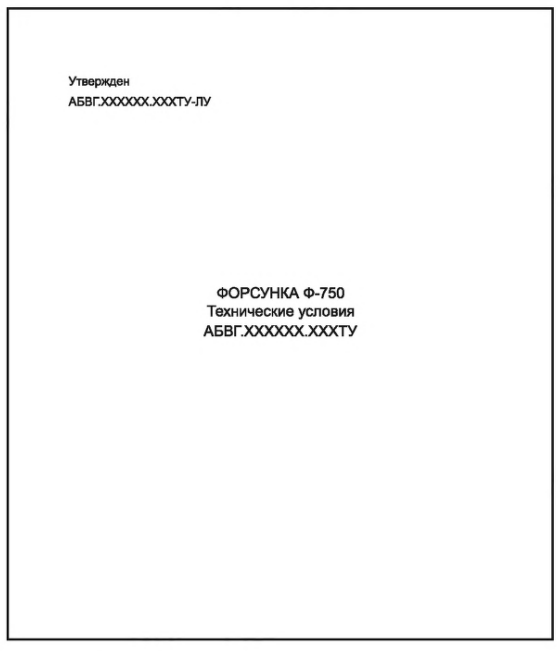 Утвержден
АБВГ.XXXXXX.XXXТУ-ЛУ
ФОРСУНКА Ф-750
Технические условия
АБВГ.XXXXXX.XXXТУ